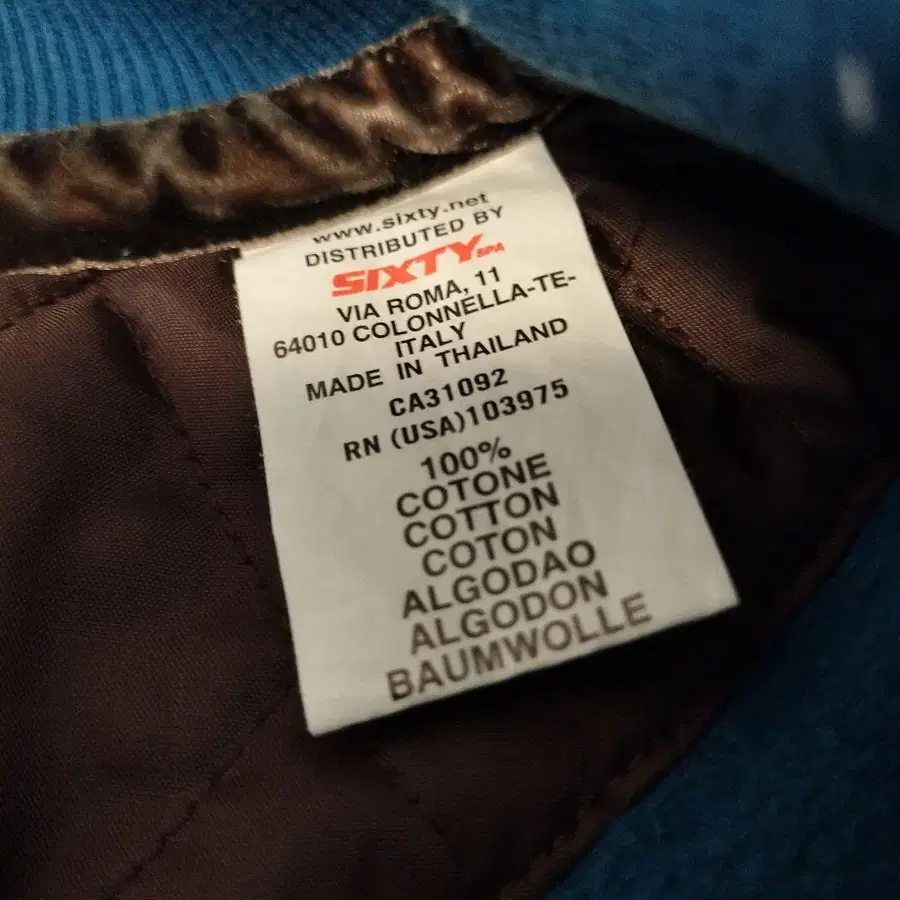 www.sixty.net
DISTRIBUTED BY
SIXTY SPA
VIA ROMA, 11
64010 COLONNELLA-TE-
ITALY
MADE IN THAILAND
CA31092
RN (USA)103975
100%
COTONE
COTTON
COTON
ALGODAO
ALGODON
BAUMWOLLE